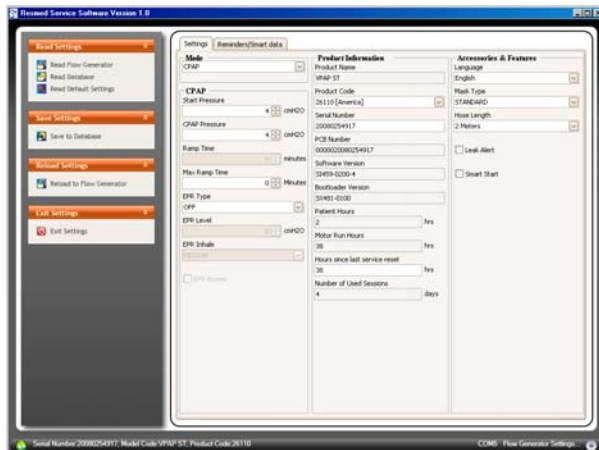 Resmed Service Software Version 1.0
Read Settings
Read Flow Generator
Read Database
Read Default Settings
Save Settings
Save to Database
Reload Settings
Reload to Flow Generator
Exit Settings
Exit Settings
Settings
Reminders/Smart data
Mode
CPAP
CPAP
Start Pressure
4 cmH2O
CPAP Pressure
4 cmH2O
Ramp Time
minutes
Max Ramp Time
0 Minutes
EPR Type
OFF
EPR Level
cmH2O
EPR Inhale
MEDIUM
EPR Access
Product Information
Product Name
VPAP ST
Product Code
26110 [America]
Serial Number
20080254917
PCB Number
0000020080254917
Software Version
SX459-0200-4
Bootloader Version
SX481-0100
Patient Hours
2 hrs
Motor Run Hours
38 hrs
Hours since last service reset
38 hrs
Number of Used Sessions
4 days
Accessories & Features
Language
English
Mask Type
STANDARD
Hose Length
2 Meters
Leak Alert
Smart Start
Serial Number 20080254917, Model Code VPAP ST, Product Code 26110
COM5 Flow Generator Settings